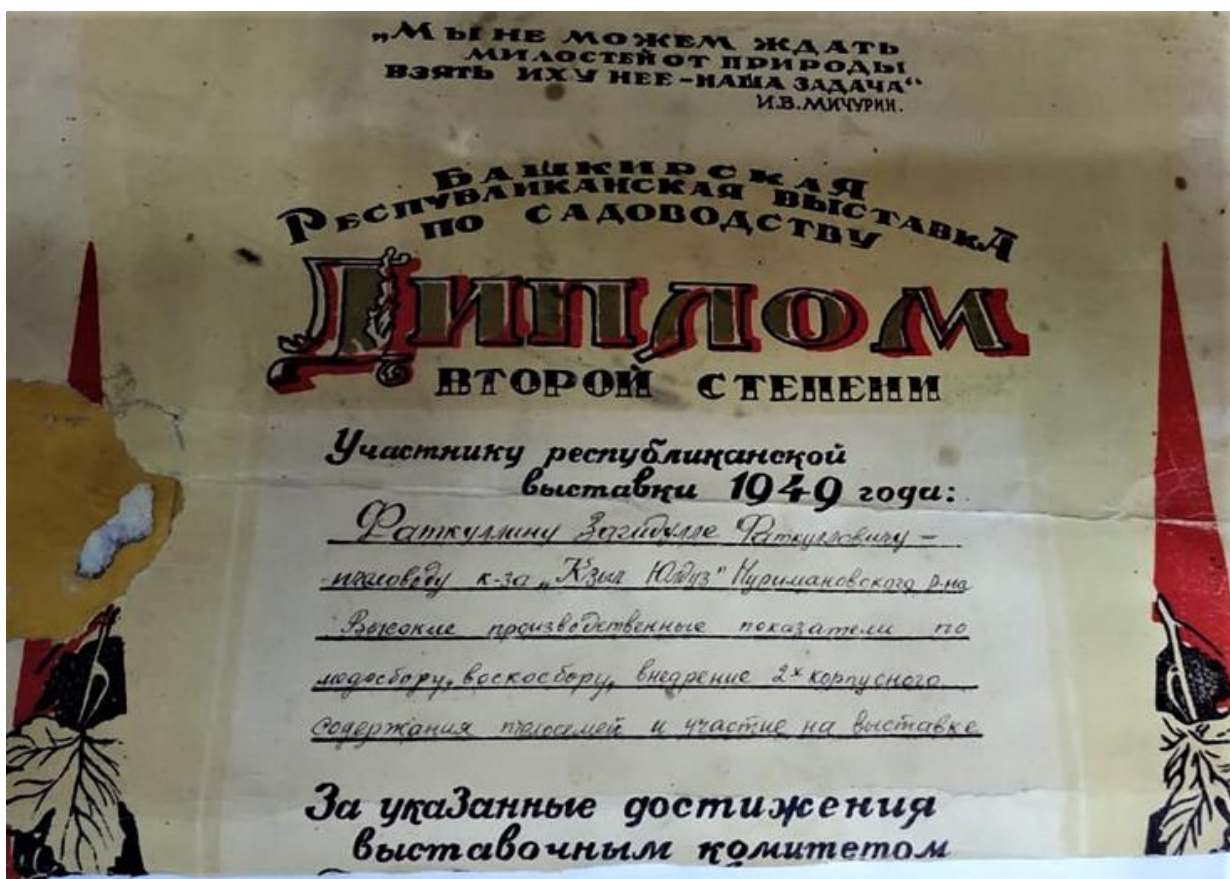 „МЫ НЕ МОЖЕМ ЖДАТЬ
МИЛОСТЕЙ ОТ ПРИРОДЫ
ВЗЯТЬ ИХ У НЕЕ – НАША ЗАДАЧА“
И.В. МИЧУРИН.
БАШКИРСКАЯ
РЕСПУБЛИКАНСКАЯ ВЫСТАВКА
ПО САДОВОДСТВУ
ДИПЛОМ
ВТОРОЙ СТЕПЕНИ
Участнику республиканской
выставки 1949 года:
Фаткуллину Загидулле Фаткулловичу –
пчеловоду к-за „Кзыл Юлдуз" Нуримановского р-на
Высокие производственные показатели по
медосбору, воскосбору, внедрение 2х корпусного
содержания пчелосемей и участие на выставке
За указанные достижения
выставочным комитетом